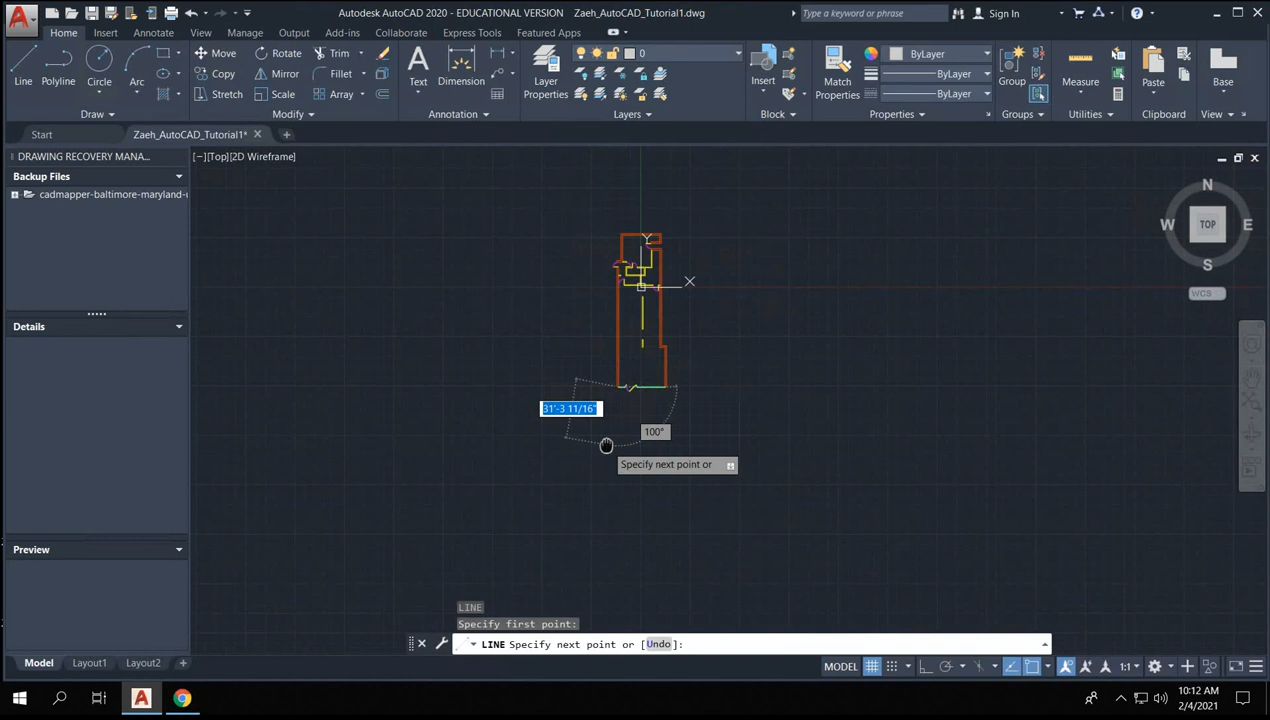 Autodesk AutoCAD 2020 - EDUCATIONAL VERSION Zaeh_AutoCAD_Tutorial1.dwg
Type a keyword or phrase
Sign In
Home Insert Annotate View Manage Output Add-ins Collaborate Express Tools Featured Apps
Line Polyline Circle Arc
Move Rotate Trim
Copy Mirror Fillet
Stretch Scale Array
Text Dimension
Layer Properties
0
Insert
Match Properties
ByLayer
ByLayer
ByLayer
Group
Measure
Paste
Base
Draw Modify Annotation Layers Block Properties Groups Utilities Clipboard View
Start Zaeh_AutoCAD_Tutorial1*
DRAWING RECOVERY MANA...
[−][Top][2D Wireframe]
Backup Files
cadmapper-baltimore-maryland-u
Details
Preview
N
W TOP E
S
WCS
Y
X
31'-3 11/16"
100°
Specify next point or
LINE
Specify first point:
LINE Specify next point or [Undo]:
Model Layout1 Layout2
MODEL
1:1
10:12 AM
2/4/2021